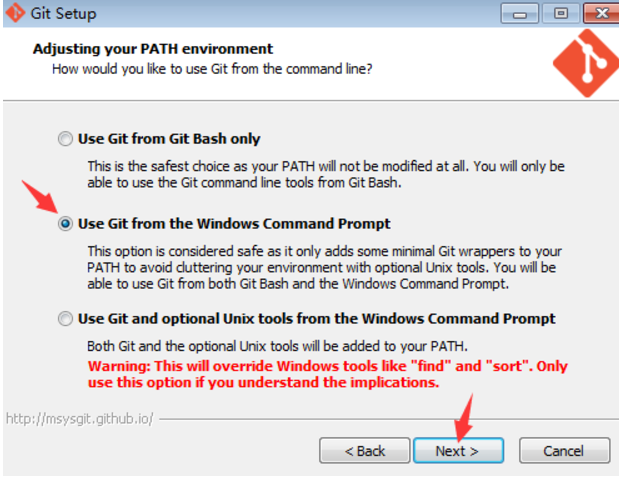 Git Setup
Adjusting your PATH environment
How would you like to use Git from the command line?
Use Git from Git Bash only
This is the safest choice as your PATH will not be modified at all. You will only be
able to use the Git command line tools from Git Bash.
Use Git from the Windows Command Prompt
This option is considered safe as it only adds some minimal Git wrappers to your
PATH to avoid cluttering your environment with optional Unix tools. You will be
able to use Git from both Git Bash and the Windows Command Prompt.
Use Git and optional Unix tools from the Windows Command Prompt
Both Git and the optional Unix tools will be added to your PATH.
Warning: This will override Windows tools like "find" and "sort". Only
use this option if you understand the implications.
http://msysgit.github.io/
< Back Next > Cancel